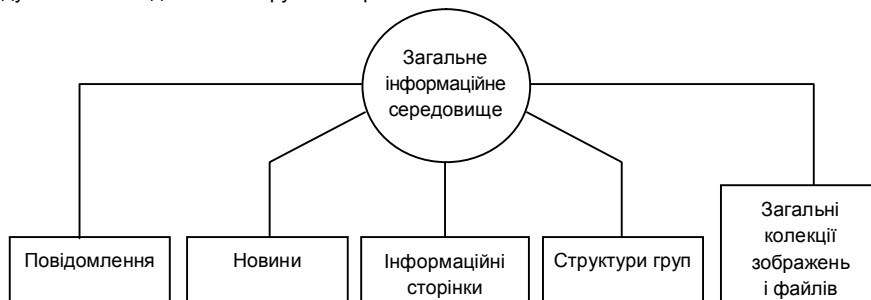 Загальне
інформаційне
середовище
Повідомлення
Новини
Інформаційні
сторінки
Структури груп
Загальні
колекції
зображень
і файлів